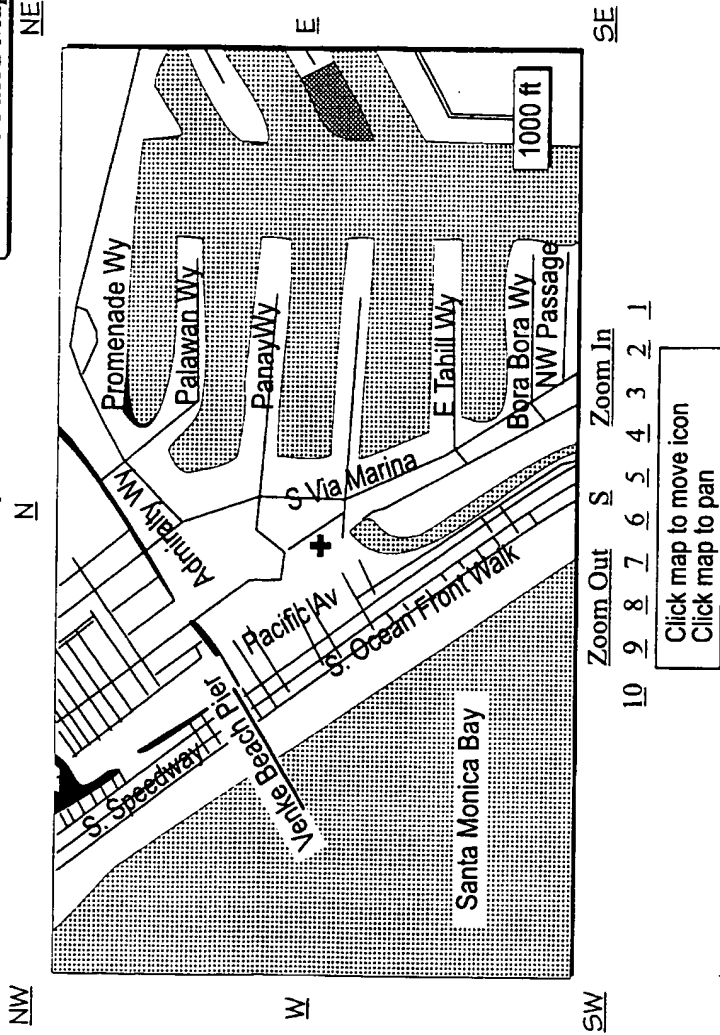 NW
N
NE
Promenade Wy
Palawan Wy
Admiralty Wy
Panay Wy
W
E
S. Speedway
Venke Beach Pier
Pacific Av
S Via Marina
S. Ocean Front Walk
E Tahill Wy
Bora Bora Wy
NW Passage
Santa Monica Bay
1000 ft
SW
Zoom Out S Zoom In
SE
10 9 8 7 6 5 4 3 2 1
Click map to move icon
Click map to pan